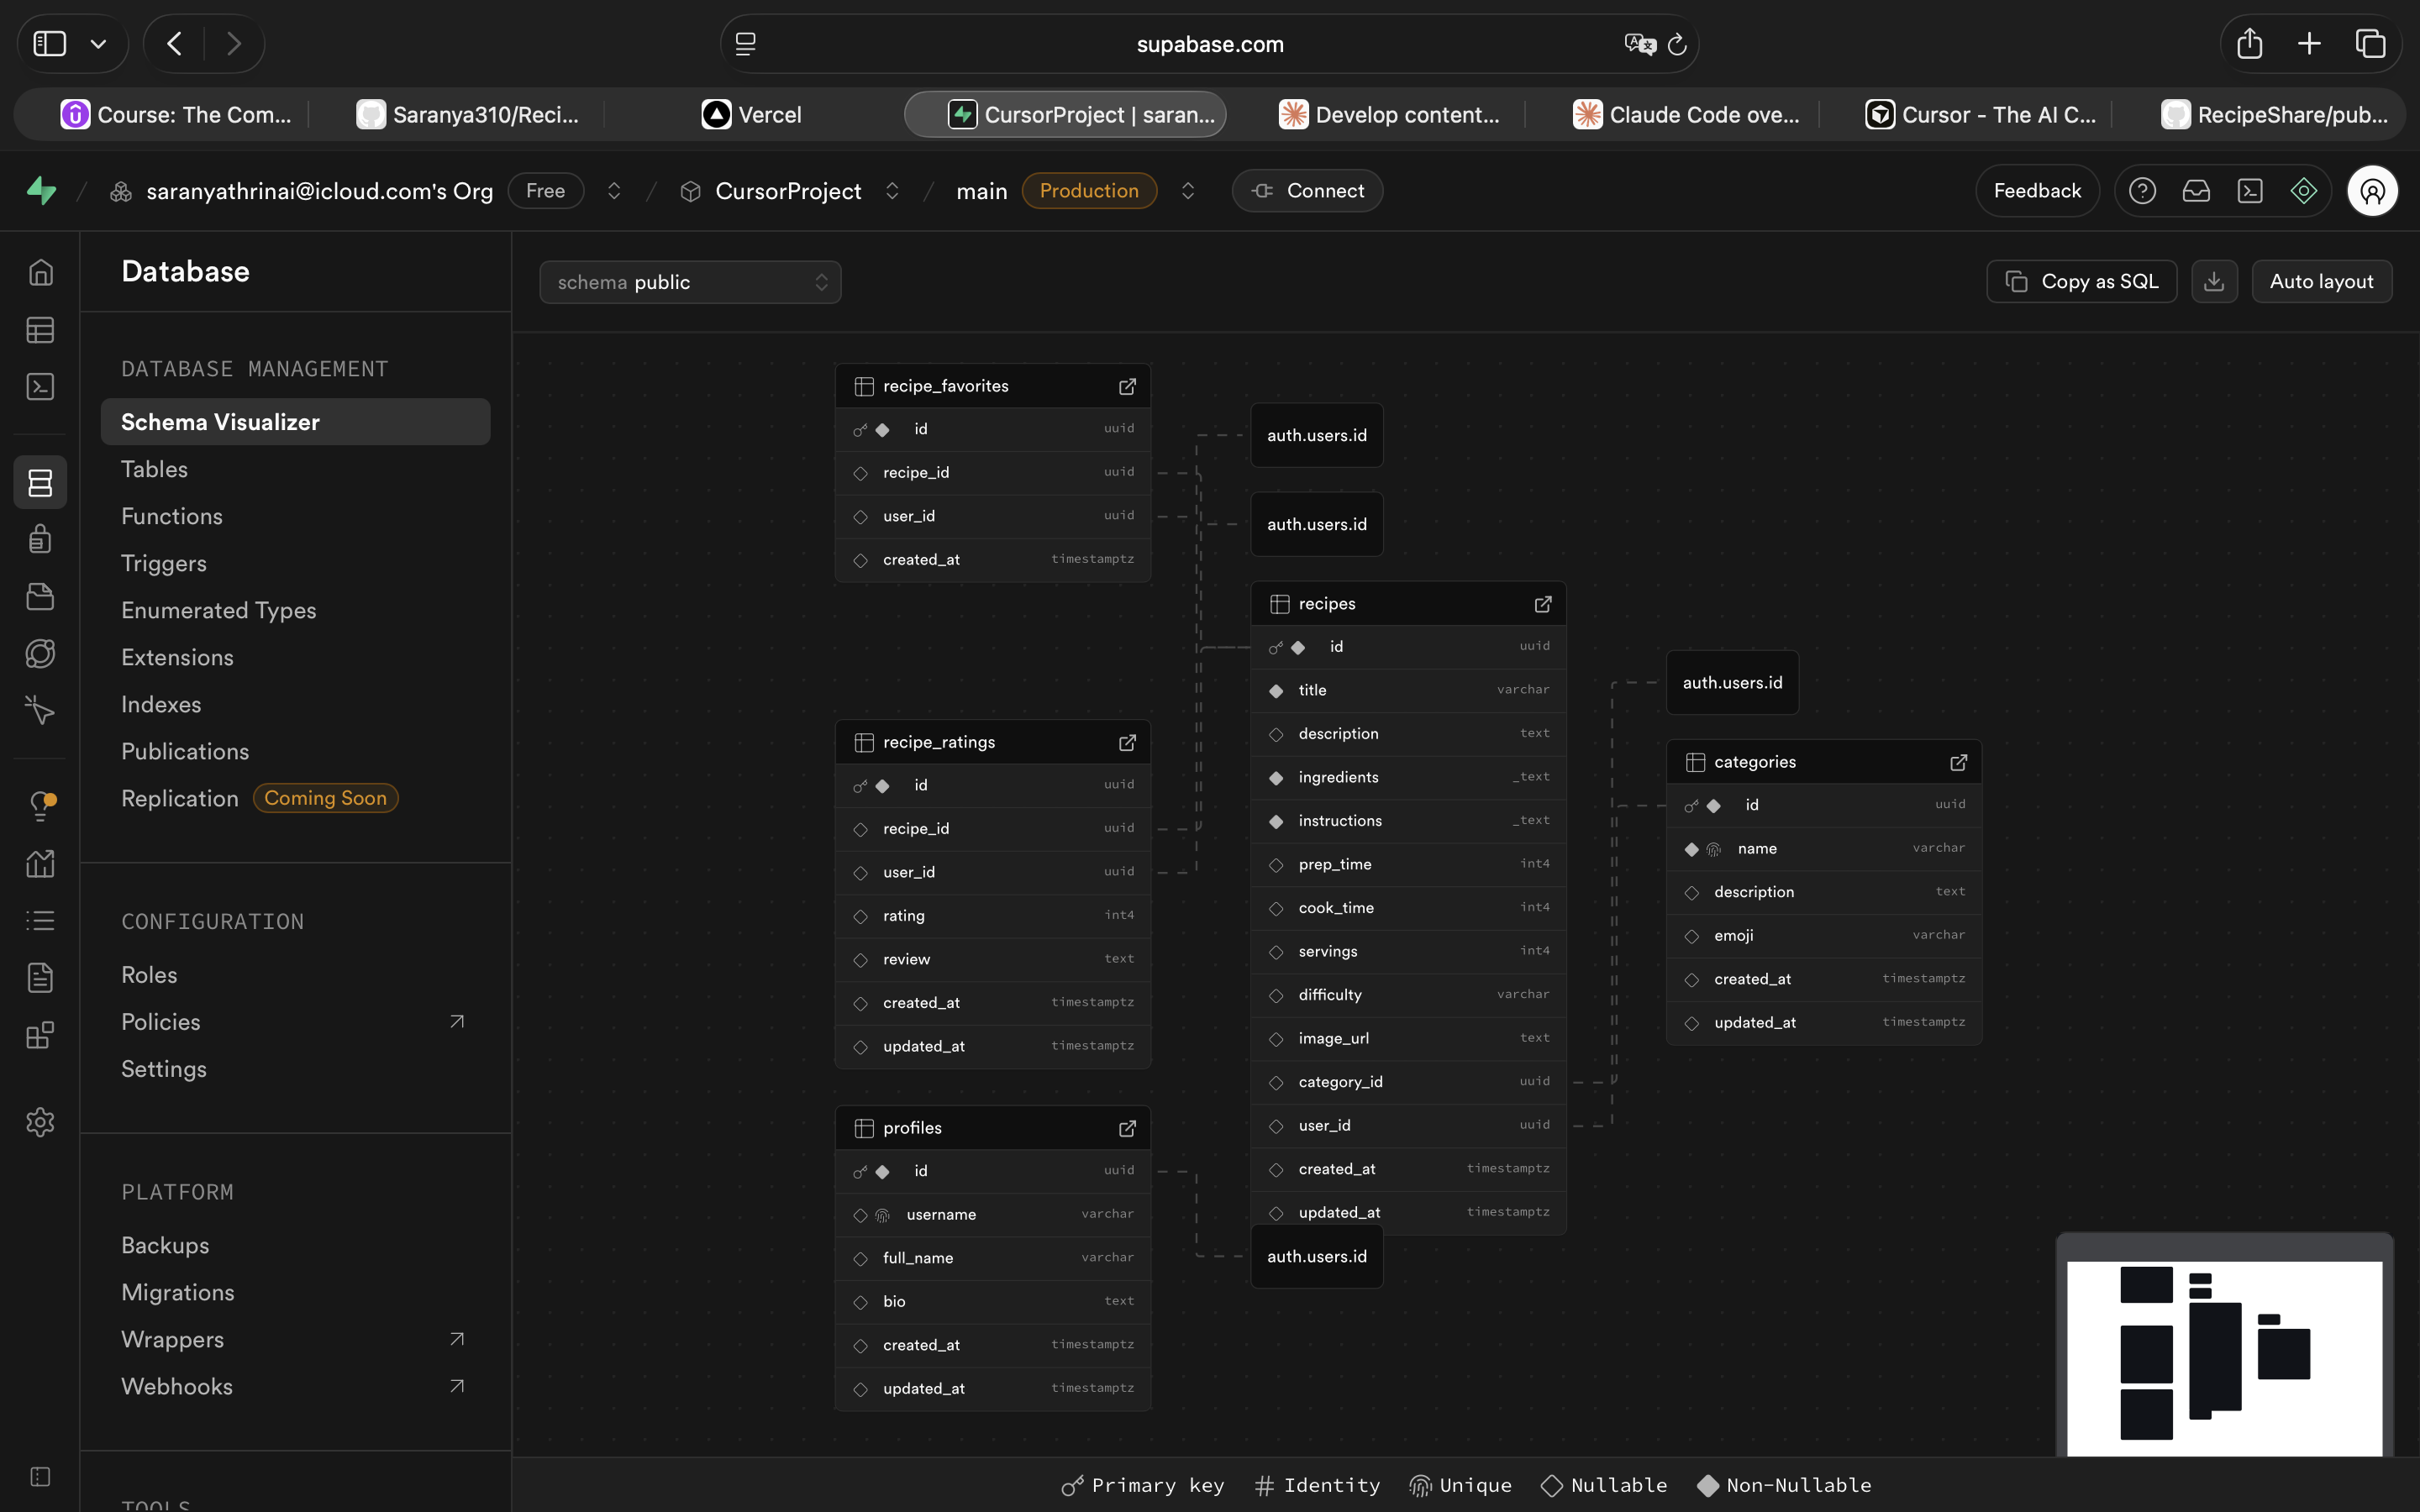 supabase.com
Course: The Com...
Saranya310/Reci...
Vercel
CursorProject | saran...
Develop content...
Claude Code ove...
Cursor - The AI C...
RecipeShare/pub...
saranyathrinai@icloud.com's Org Free / CursorProject / main Production Connect
Feedback
Database
DATABASE MANAGEMENT
Schema Visualizer
Tables
Functions
Triggers
Enumerated Types
Extensions
Indexes
Publications
Replication Coming Soon
CONFIGURATION
Roles
Policies
Settings
PLATFORM
Backups
Migrations
Wrappers
Webhooks
TOOLS
schema public
Copy as SQL
Auto layout
recipe_favorites
id uuid
recipe_id uuid
user_id uuid
created_at timestamptz
recipe_ratings
id uuid
recipe_id uuid
user_id uuid
rating int4
review text
created_at timestamptz
updated_at timestamptz
profiles
id uuid
username varchar
full_name varchar
bio text
created_at timestamptz
updated_at timestamptz
auth.users.id
auth.users.id
recipes
id uuid
title varchar
description text
ingredients _text
instructions _text
prep_time int4
cook_time int4
servings int4
difficulty varchar
image_url text
category_id uuid
user_id uuid
created_at timestamptz
updated_at timestamptz
auth.users.id
auth.users.id
categories
id uuid
name varchar
description text
emoji varchar
created_at timestamptz
updated_at timestamptz
Primary key
# Identity
Unique
Nullable
Non-Nullable